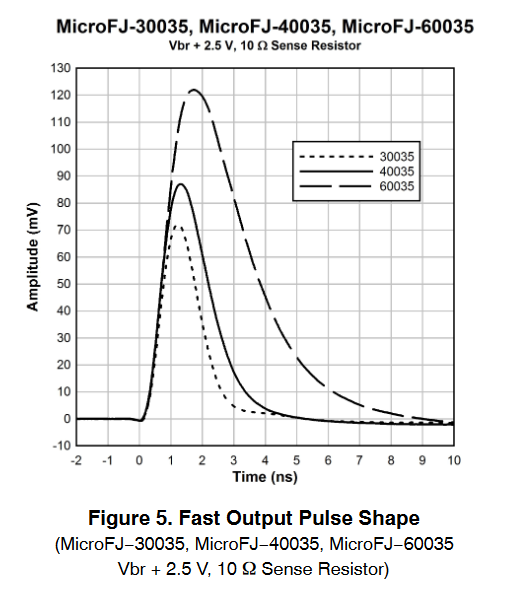 MicroFJ-30035, MicroFJ-40035, MicroFJ-60035
Vbr + 2.5 V, 10 Ω Sense Resistor
130
120
110
100
90
80
70
60
50
40
30
20
10
0
-10
Amplitude (mV)
30035
40035
60035
-2 -1 0 1 2 3 4 5 6 7 8 9 10
Time (ns)
Figure 5. Fast Output Pulse Shape
(MicroFJ−30035, MicroFJ−40035, MicroFJ−60035
Vbr + 2.5 V, 10 Ω Sense Resistor)